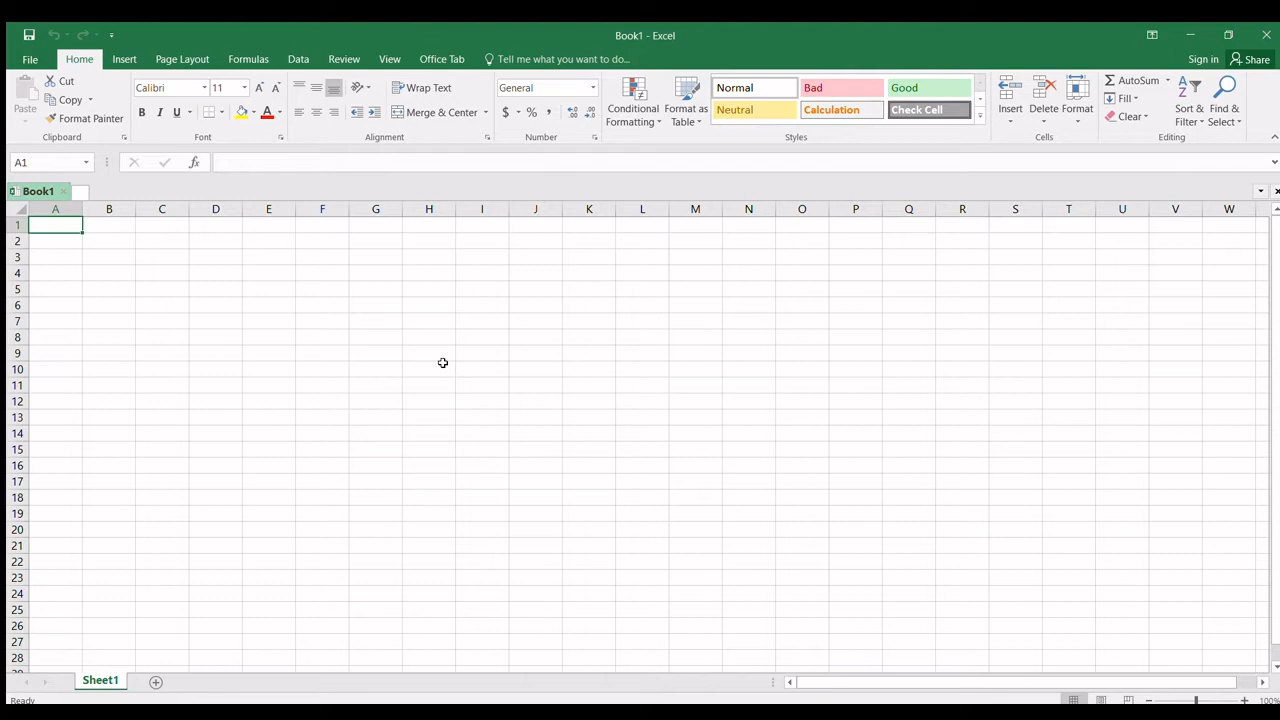 Book1 - Excel
File Home Insert Page Layout Formulas Data Review View Office Tab Tell me what you want to do... Sign in Share
Cut Calibri 11 Wrap Text General Normal Bad Good AutoSum
Copy Conditional Format as Insert Delete Format Fill Sort & Find &
Paste Formatting Table Neutral Calculation Check Cell Filter Select
Format Painter B I U Merge & Center $ % , Clear
Clipboard Font Alignment Number Styles Cells Editing
A1 fx
Book1
A B C D E F G H I J K L M N O P Q R S T U V W
1
2
3
4
5
6
7
8
9
10
11
12
13
14
15
16
17
18
19
20
21
22
23
24
25
26
27
28
Sheet1
Ready 100%